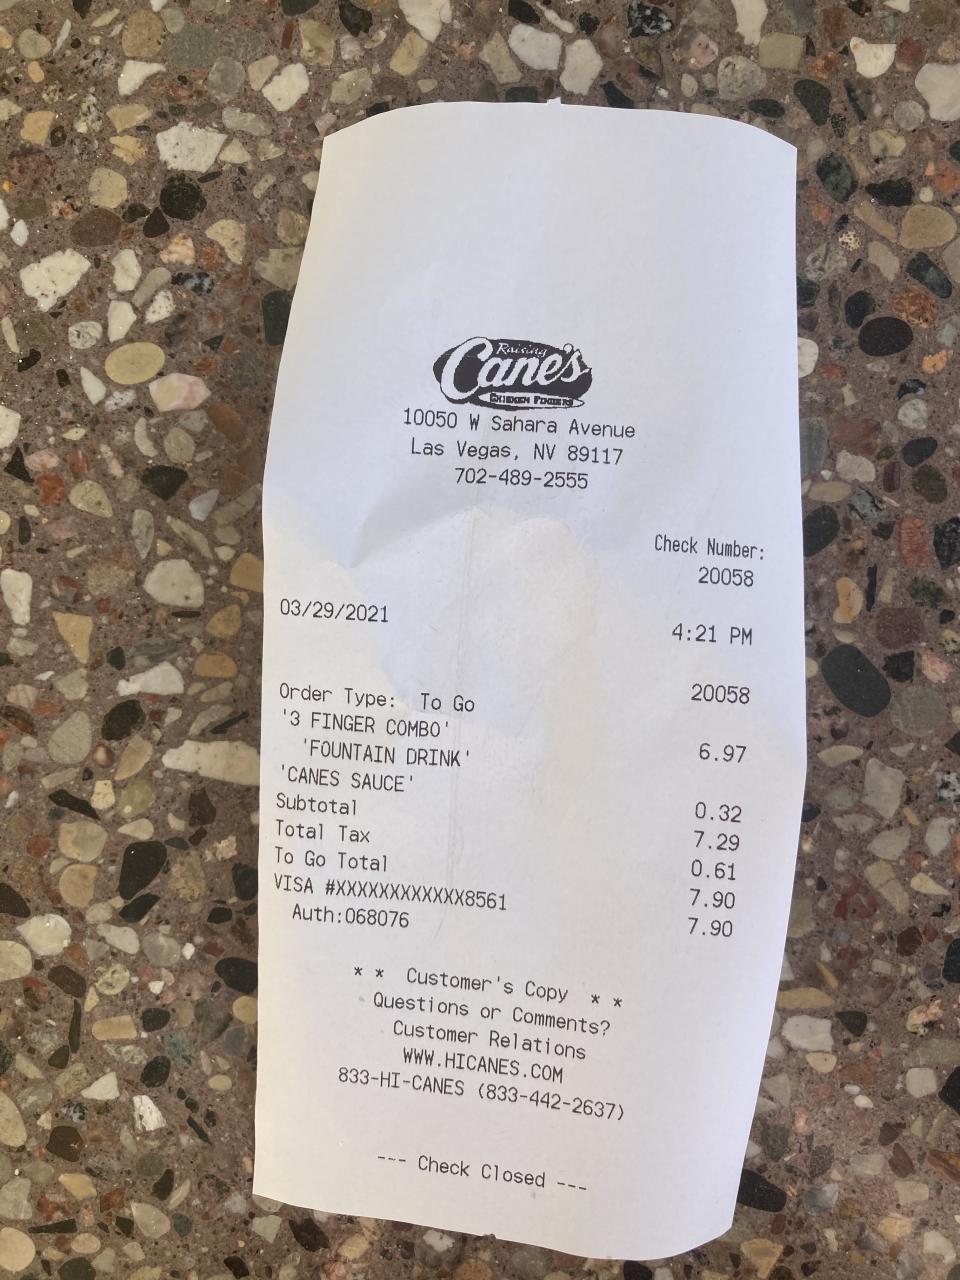 Raising
Cane's
CHICKEN FINGERS
10050 W Sahara Avenue
Las Vegas, NV 89117
702-489-2555
Check Number:
20058
03/29/2021 4:21 PM
20058
Order Type: To Go
'3 FINGER COMBO' 6.97
'FOUNTAIN DRINK'
'CANES SAUCE' 0.32
Subtotal 7.29
Total Tax 0.61
To Go Total 7.90
VISA #XXXXXXXXXXXX8561 7.90
Auth:068076
* * Customer's Copy * *
Questions or Comments?
Customer Relations
WWW.HICANES.COM
833-HI-CANES (833-442-2637)
--- Check Closed ---